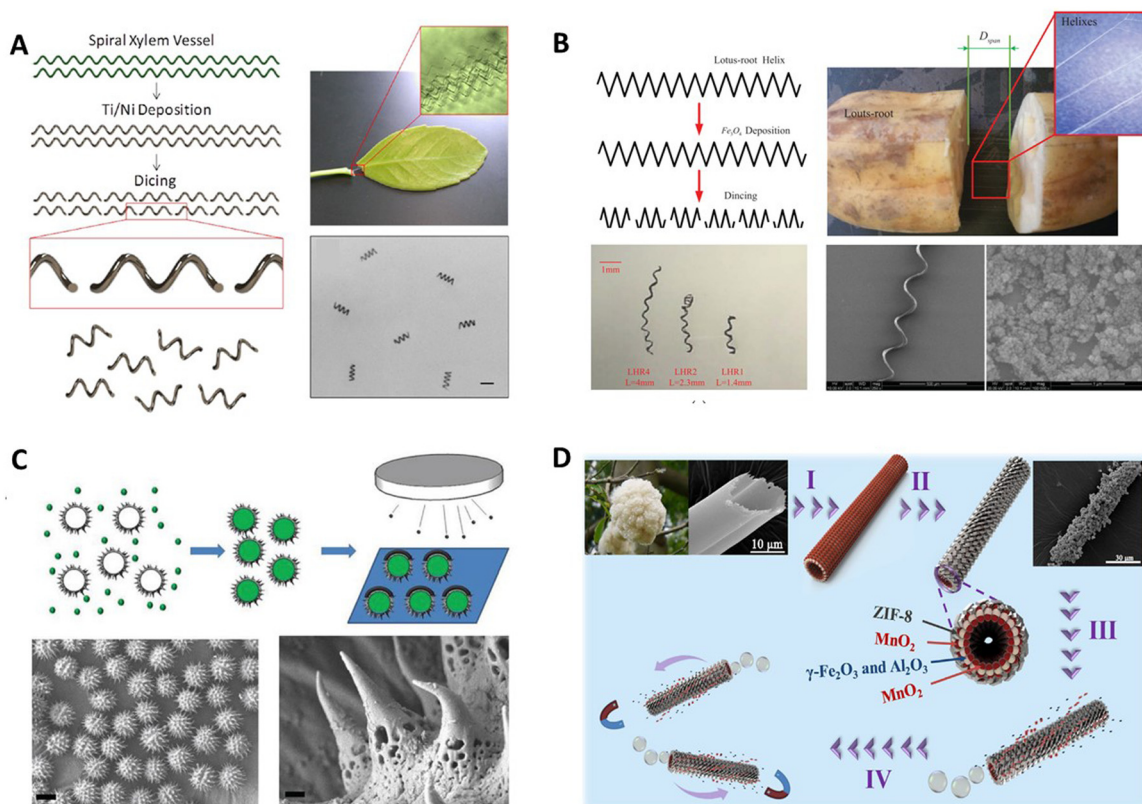 A
Spiral Xylem Vessel
Ti/Ni Deposition
Dicing
B
Lotus-root Helix
Fe₃O₄ Deposition
Dincing
Dspan
Helixes
Louts-root
1mm
LHR4
L=4mm
LHR2
L=2.3mm
LHR1
L=1.4mm
C
D
10 μm
I
II
30 μm
ZIF-8
MnO₂
γ-Fe₂O₃ and Al₂O₃
MnO₂
III
IV